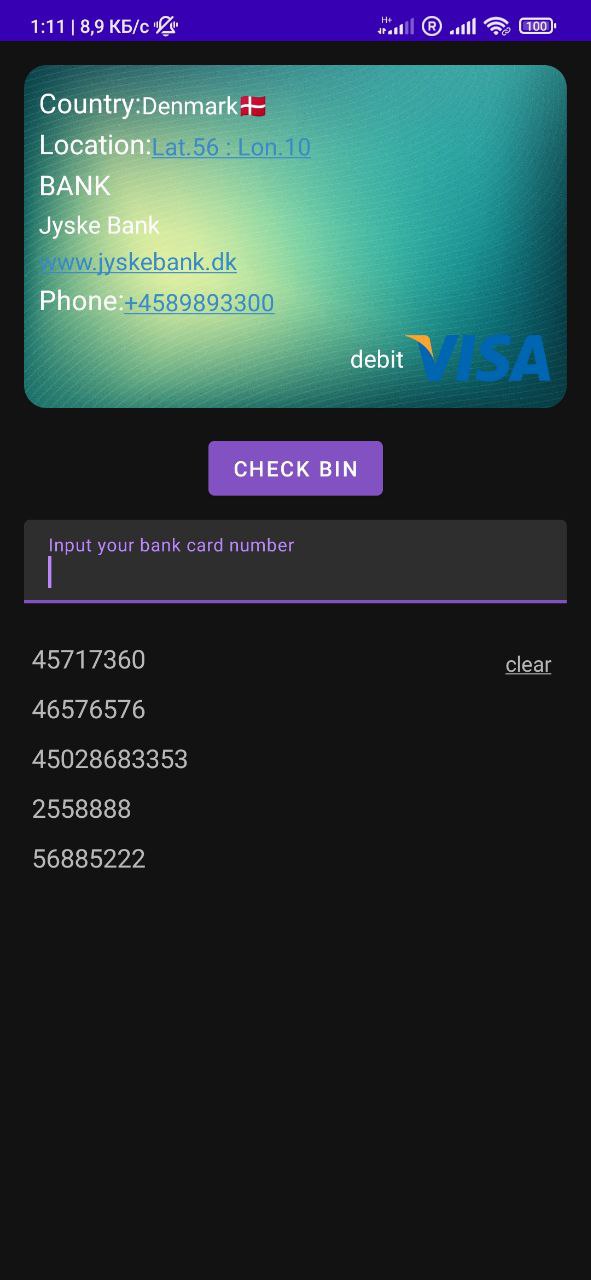 1:11 | 8,9 КБ/с H+ R 100
Country:Denmark🇩🇰
Location:Lat.56 : Lon.10
BANK
Jyske Bank
www.jyskebank.dk
Phone:+4589893300
debit VISA
CHECK BIN
Input your bank card number
45717360 clear
46576576
45028683353
2558888
56885222